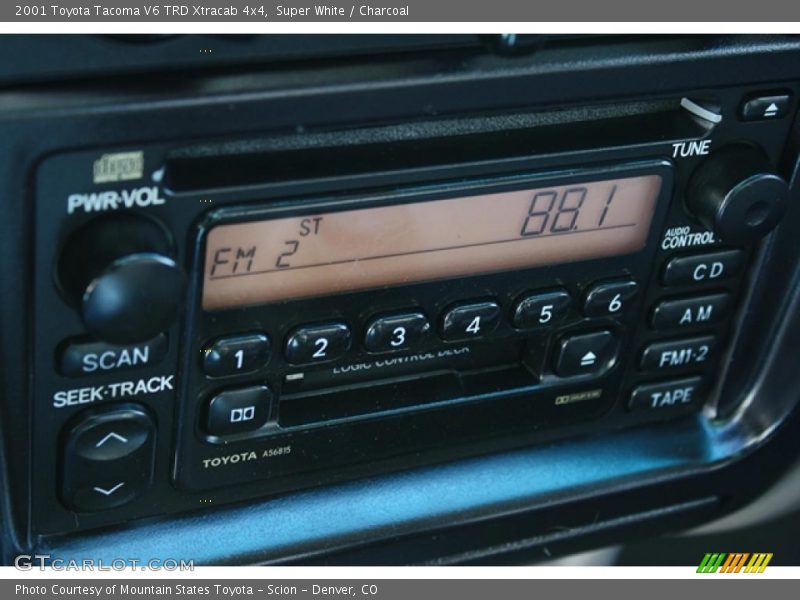 2001 Toyota Tacoma V6 TRD Xtracab 4x4, Super White / Charcoal
PWR·VOL
TUNE
FM 2 ST 88.1
AUDIO CONTROL
CD
AM
FM1·2
TAPE
1 2 3 4 5 6
SCAN
LOGIC CONTROL DECK
SEEK·TRACK
TOYOTA A56815
GTCARLOT.COM
Photo Courtesy of Mountain States Toyota - Scion - Denver, CO